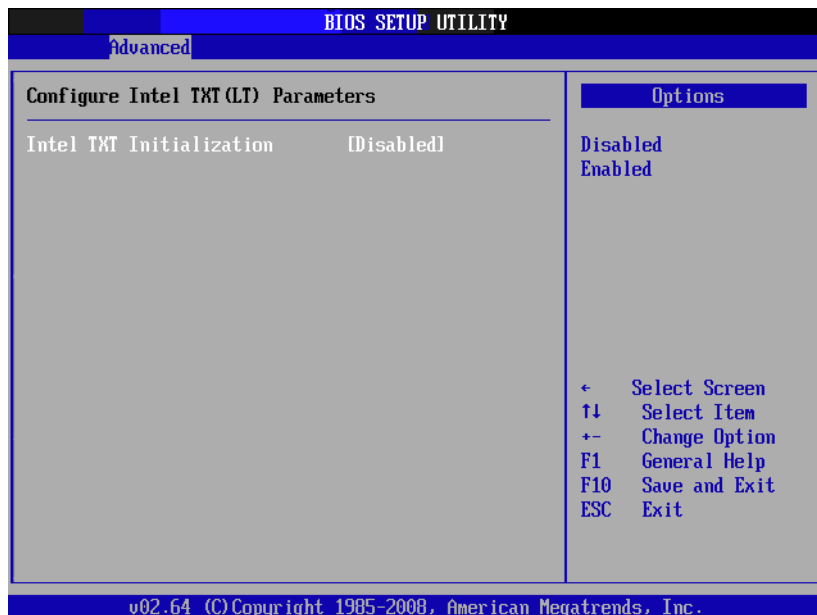 BIOS SETUP UTILITY
Advanced
Configure Intel TXT(LT) Parameters
Intel TXT Initialization [Disabled]
Options
Disabled
Enabled
← Select Screen
↑↓ Select Item
+- Change Option
F1 General Help
F10 Save and Exit
ESC Exit
v02.64 (C)Copyright 1985-2008, American Megatrends, Inc.